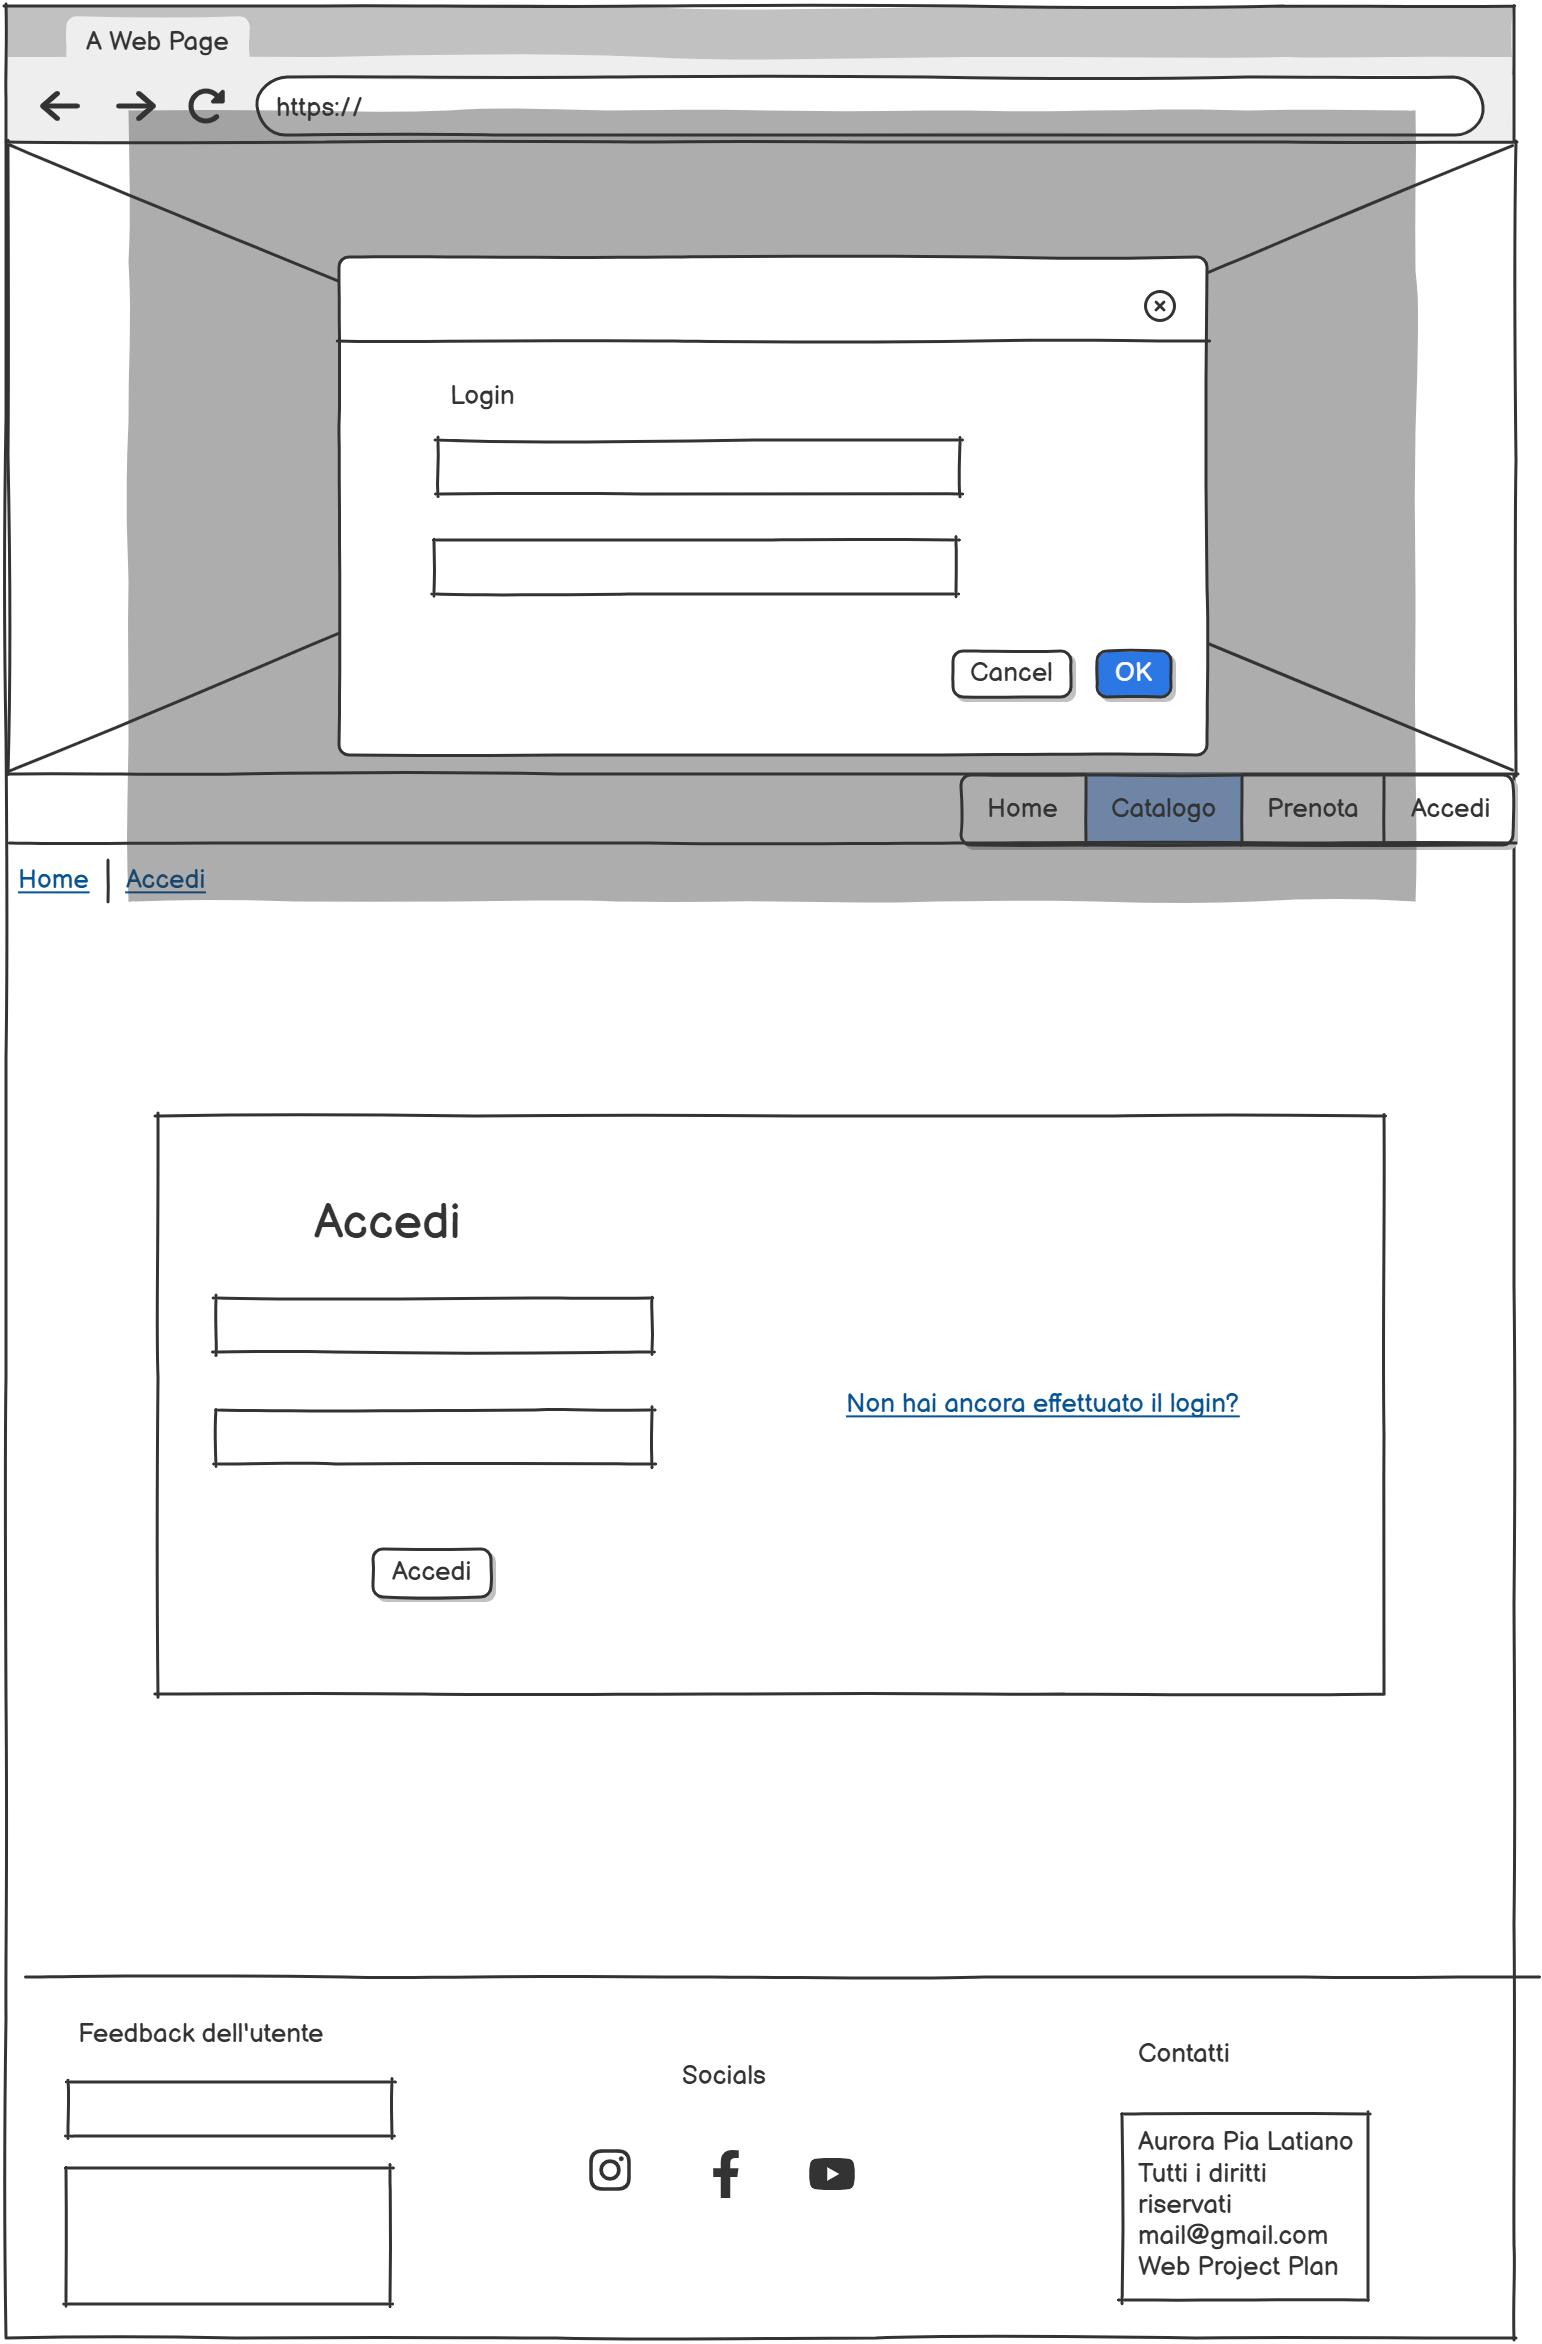 A Web Page
https://
Login
Cancel
OK
Home
Catalogo
Prenota
Accedi
Home
Accedi
Accedi
Non hai ancora effettuato il login?
Accedi
Feedback dell'utente
Socials
Contatti
Aurora Pia Latiano
Tutti i diritti
riservati
mail@gmail.com
Web Project Plan